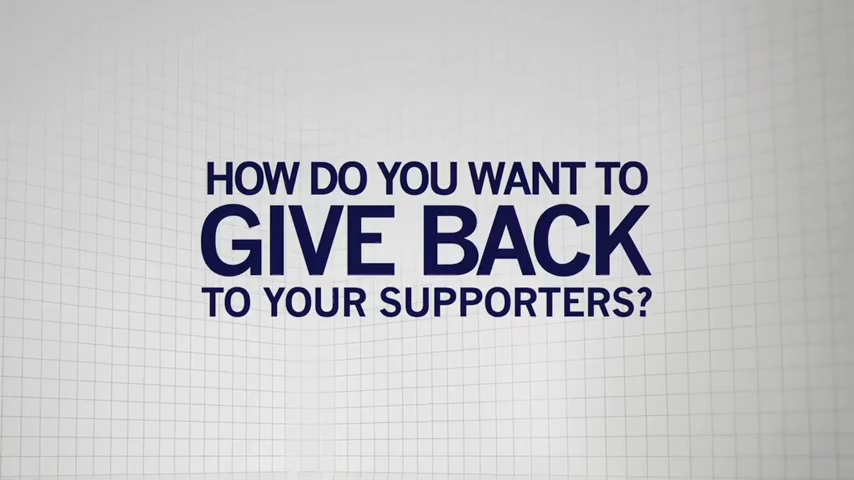 HOW DO YOU WANT TO
GIVE BACK
TO YOUR SUPPORTERS?